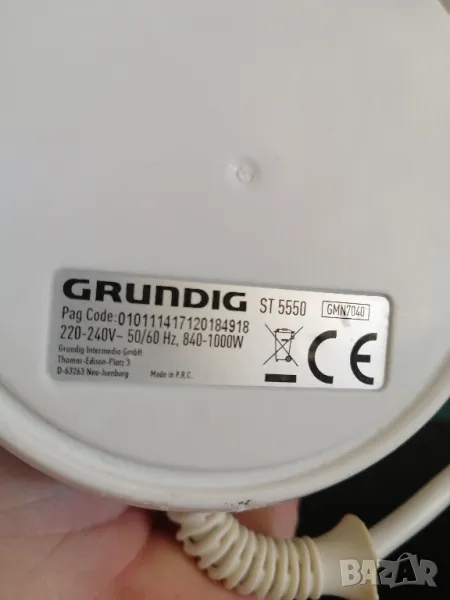 GRUNDIG ST 5550 GMN7040
Pag Code:010111417120184918
220-240V~ 50/60 Hz, 840-1000W
Grundig Intermedia GmbH
Thomas-Edison-Platz 3
D-63263 Neu-Isenburg Made in P.R.C.
CE
BAZAR